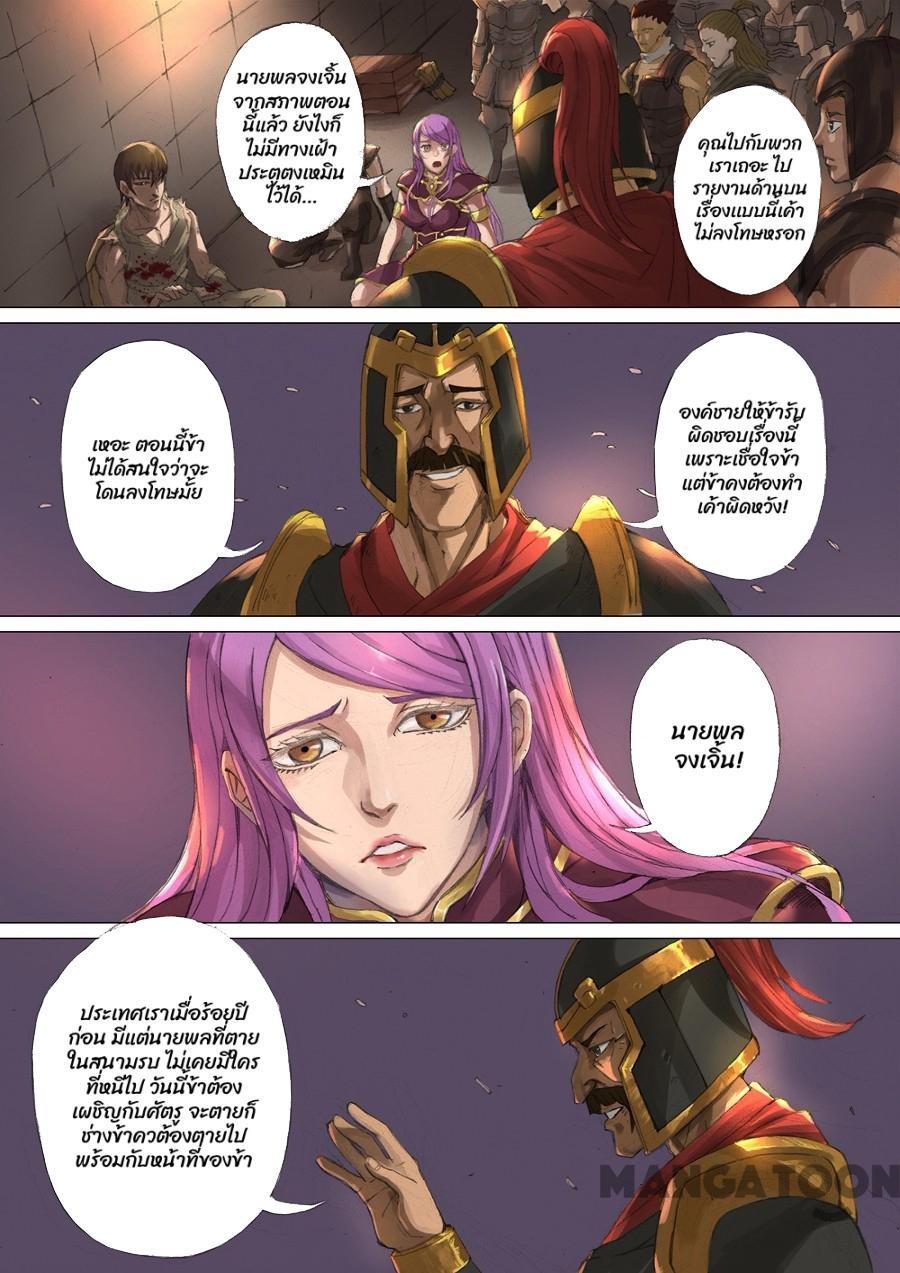 นายพลจงเจิ้น
จากสภาพตอน
นี้แล้ว ยังไงก็
ไม่มีทางเฝ้า
ประตูตงเหมิน
ไว้ได้...
คุณไปกับพวก
เราเถอะ ไป
รายงานด้านบน
เรื่องแบบนี้เค้า
ไม่ลงโทษหรอก
เหอะ ตอนนี้ข้า
ไม่ได้สนใจว่าจะ
โดนลงโทษมั้ย
องค์ชายให้ข้ารับ
ผิดชอบเรื่องนี้
เพราะเชื่อใจข้า
แต่ข้าคงต้องทำ
เค้าผิดหวัง!
นายพล
จงเจิ้น!
ประเทศเราเมื่อร้อยปี
ก่อน มีแต่นายพลที่ตาย
ในสนามรบ ไม่เคยมีใคร
ที่หนีไป วันนี้ข้าต้อง
เผชิญกับศัตรู จะตายก็
ช่างข้าควต้องตายไป
พร้อมกับหน้าที่ของข้า
MANGATOON